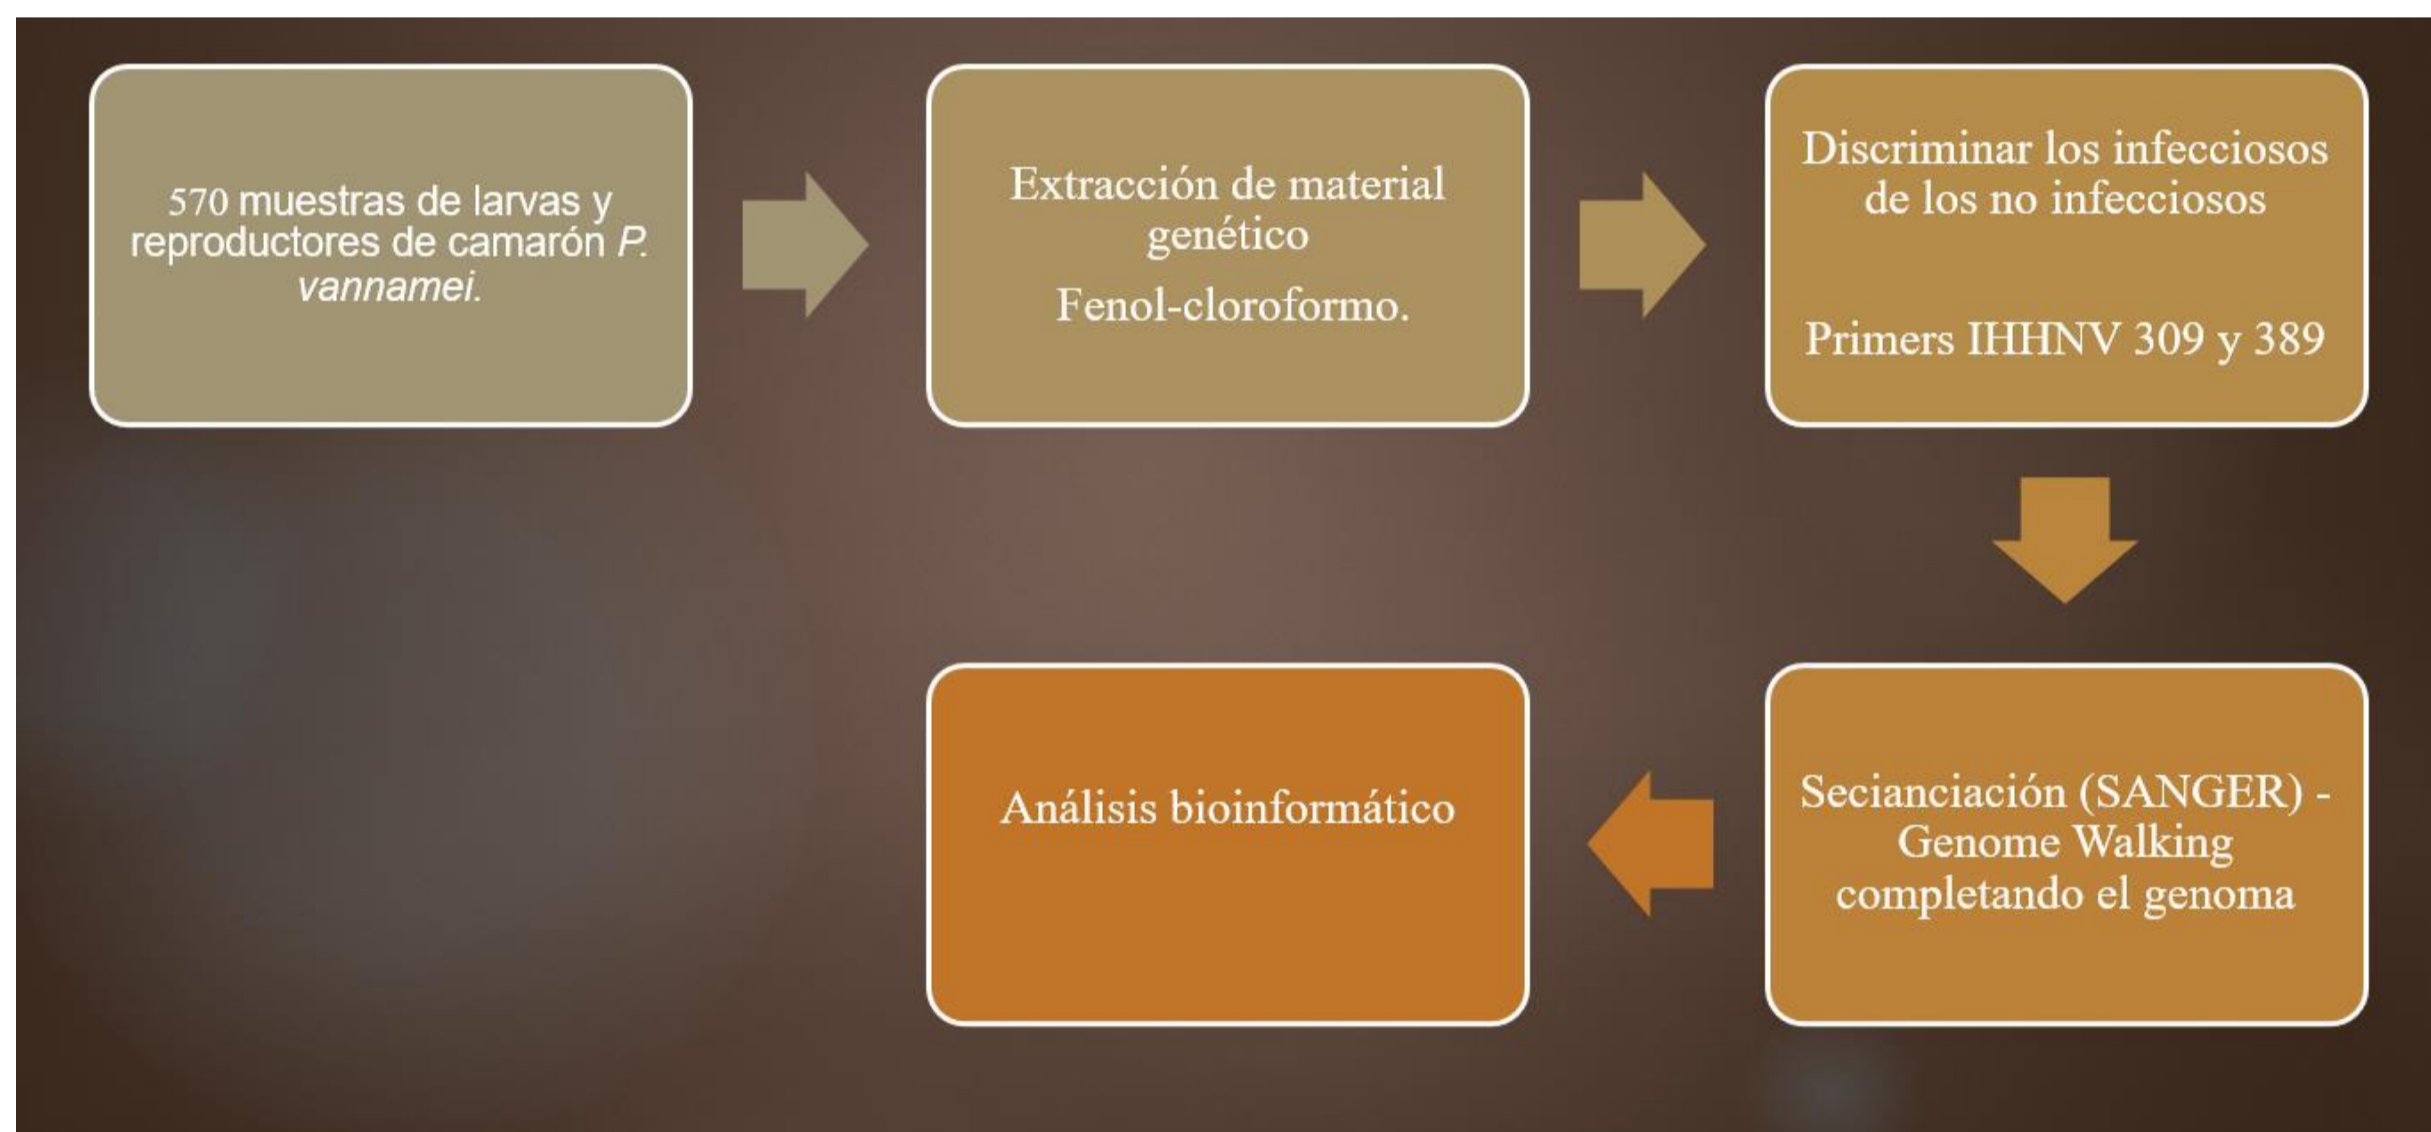 570 muestras de larvas y
reproductores de camarón P.
vannamei.
Extracción de material
genético
Fenol-cloroformo.
Discriminar los infecciosos
de los no infecciosos
Primers IHHNV 309 y 389
Secianciación (SANGER) -
Genome Walking
completando el genoma
Análisis bioinformático